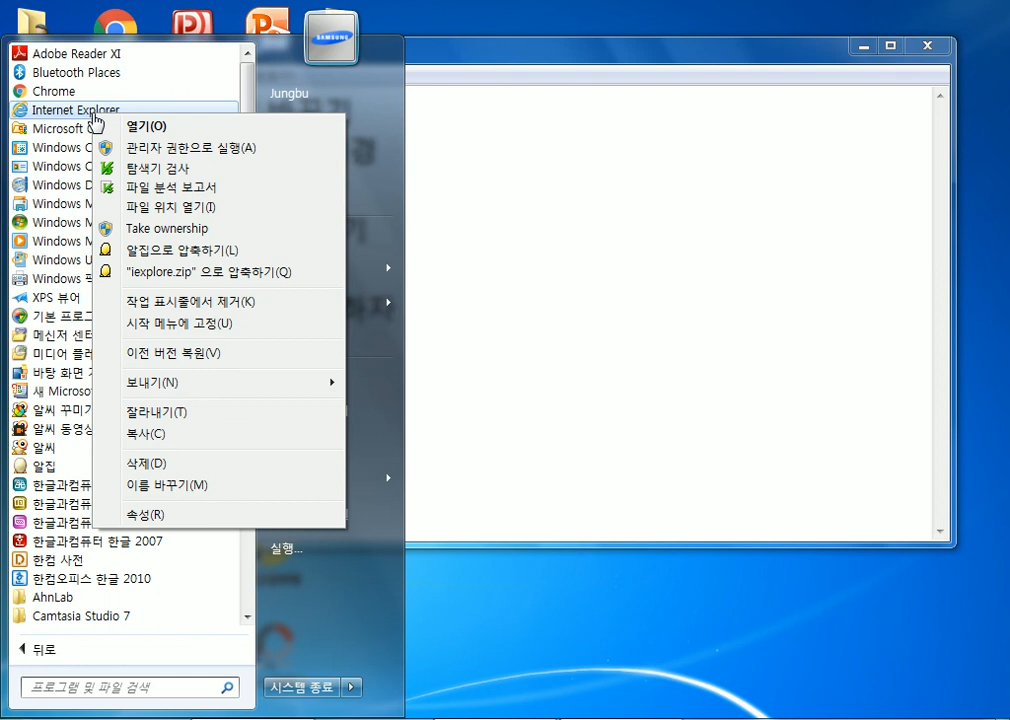 SAMSUNG
Adobe Reader XI
Bluetooth Places
Chrome
Internet Explorer
Microsoft
Windows
Windows
Windows
Windows
Windows
Windows
Windows
Windows
XPS 뷰어
기본 프로그
메신저 센터
미디어 플레
바탕 화면
새 Microso
알씨 꾸미기
알씨 동영상
알씨
알집
한글과컴퓨
한글과컴퓨
한글과컴퓨
한글과컴퓨터 한글 2007
한컴 사전
한컴오피스 한글 2010
AhnLab
Camtasia Studio 7
뒤로
프로그램 및 파일 검색
열기(O)
관리자 권한으로 실행(A)
탐색기 검사
파일 분석 보고서
파일 위치 열기(I)
Take ownership
알집으로 압축하기(L)
"iexplore.zip" 으로 압축하기(Q)
작업 표시줄에서 제거(K)
시작 메뉴에 고정(U)
이전 버전 복원(V)
보내기(N)
잘라내기(T)
복사(C)
삭제(D)
이름 바꾸기(M)
속성(R)
Jungbu
실행...
시스템 종료